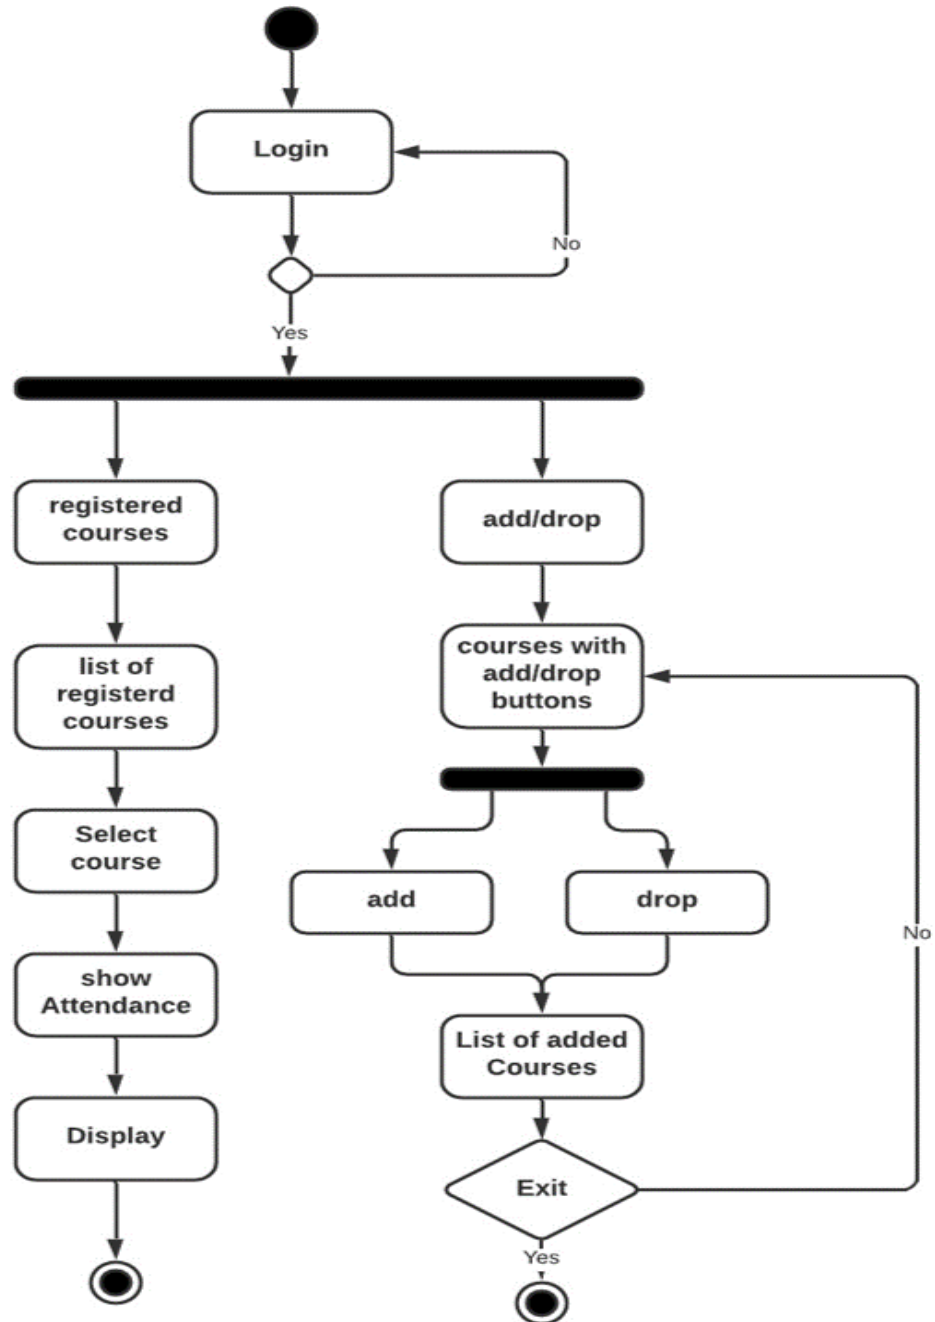 Login
No
Yes
registered
courses
add/drop
list of
registerd
courses
courses with
add/drop
buttons
Select
course
add
drop
No
show
Attendance
List of added
Courses
Display
Exit
Yes